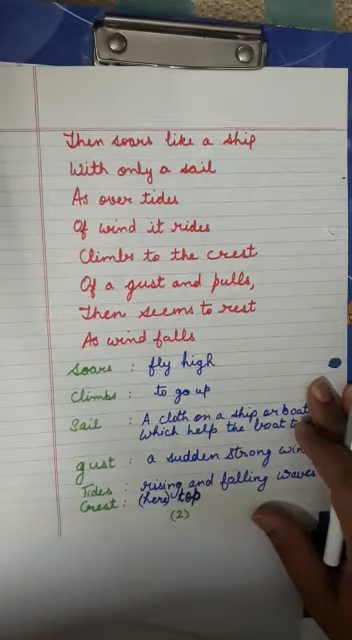 Then soars like a ship
With only a sail
As over tides
Of wind it rides
Climbs to the crest
Of a gust and pulls,
Then seems to rest
As wind falls
Soars : fly high
Climbs : to go up
Sail : A cloth on a ship or boat
which help the boat
gust : a sudden strong
Tides : rising and falling waves
Crest : (here) top
(2)